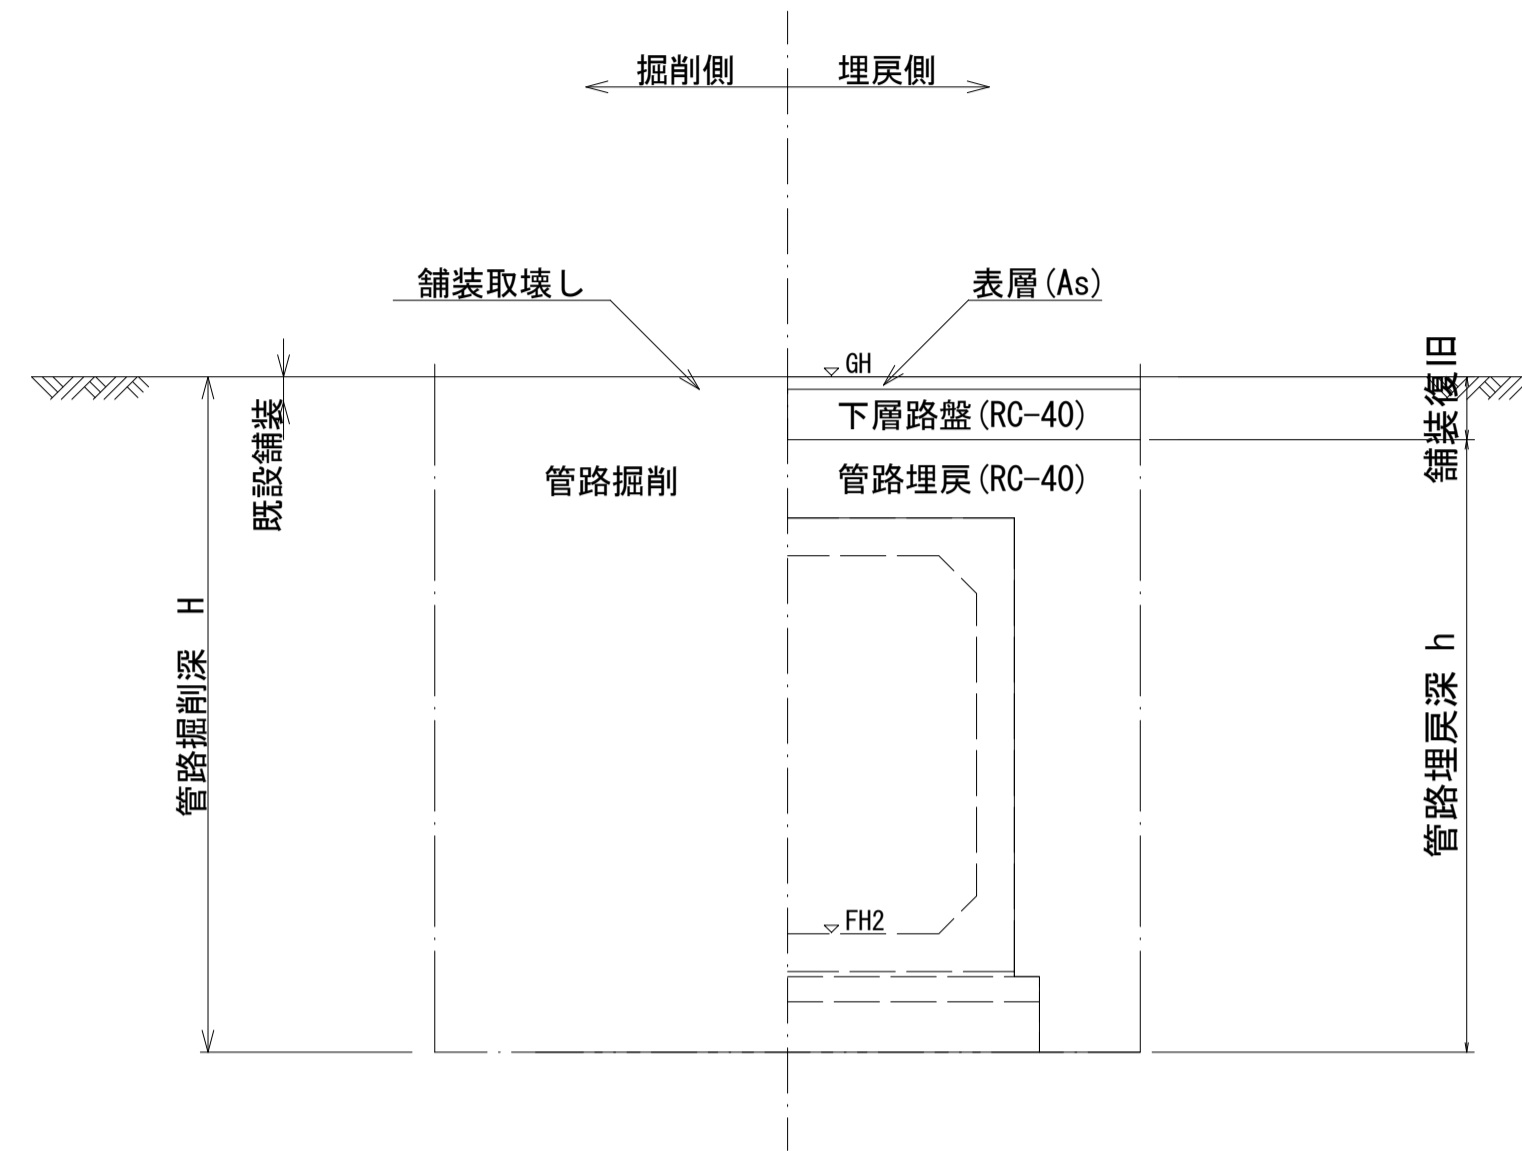 掘削側
埋戻側
舗装取壊し
表層(As)
GH
下層路盤(RC-40)
舗装復旧
既設舗装
管路掘削
管路埋戻(RC-40)
管路掘削深 H
管路埋戻深 h
FH2